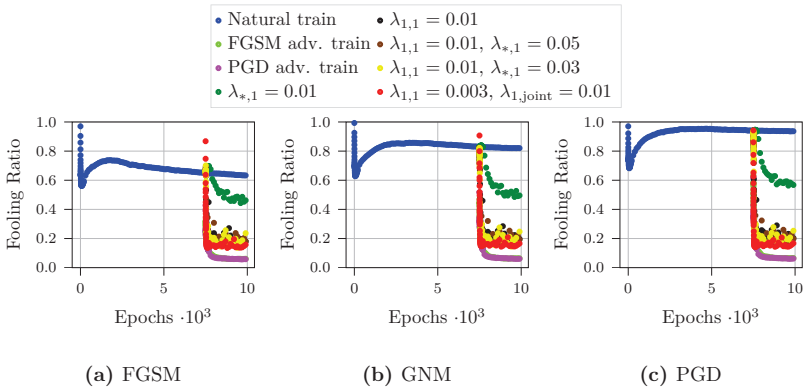 Natural train
FGSM adv. train
PGD adv. train
λ∗,1 = 0.01
λ1,1 = 0.01
λ1,1 = 0.01, λ∗,1 = 0.05
λ1,1 = 0.01, λ∗,1 = 0.03
λ1,1 = 0.003, λ1,joint = 0.01
Fooling Ratio
1.0
0.8
0.6
0.4
0.2
0.0
0 5 10
Epochs ·10³
(a) FGSM
Fooling Ratio
1.0
0.8
0.6
0.4
0.2
0.0
0 5 10
Epochs ·10³
(b) GNM
Fooling Ratio
1.0
0.8
0.6
0.4
0.2
0.0
0 5 10
Epochs ·10³
(c) PGD